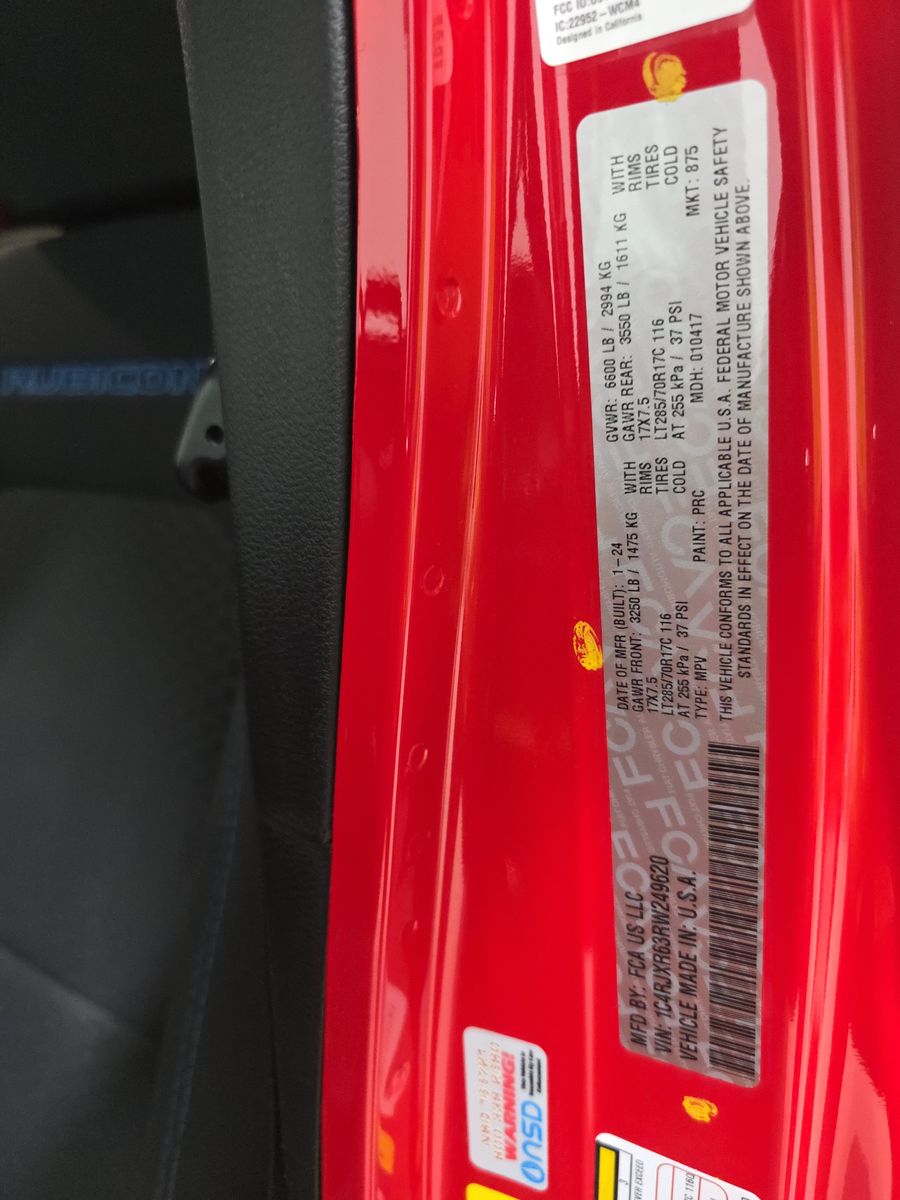 FCC ID:
IC:22952-WCM4
Designed in California
MFD BY: FCA US LLC
VIN: 1C4RJXR63RW249620
VEHICLE MADE IN: U.S.A.
DATE OF MFR (BUILT): 1-24
GVWR: 6600 LB / 2994 KG
GAWR FRONT: 3250 LB / 1475 KG WITH
GAWR REAR: 3550 LB / 1611 KG WITH
17X7.5 RIMS
17X7.5 RIMS
LT285/70R17C 116 TIRES
LT285/70R17C 116 TIRES
AT 255 kPa / 37 PSI COLD
AT 255 kPa / 37 PSI COLD
TYPE: MPV PAINT: PRC MDH: 010417 MKT: 875
THIS VEHICLE CONFORMS TO ALL APPLICABLE U.S.A. FEDERAL MOTOR VEHICLE SAFETY
STANDARDS IN EFFECT ON THE DATE OF MANUFACTURE SHOWN ABOVE.
WARNING!
NSD
RUBICON
VER EXCEED